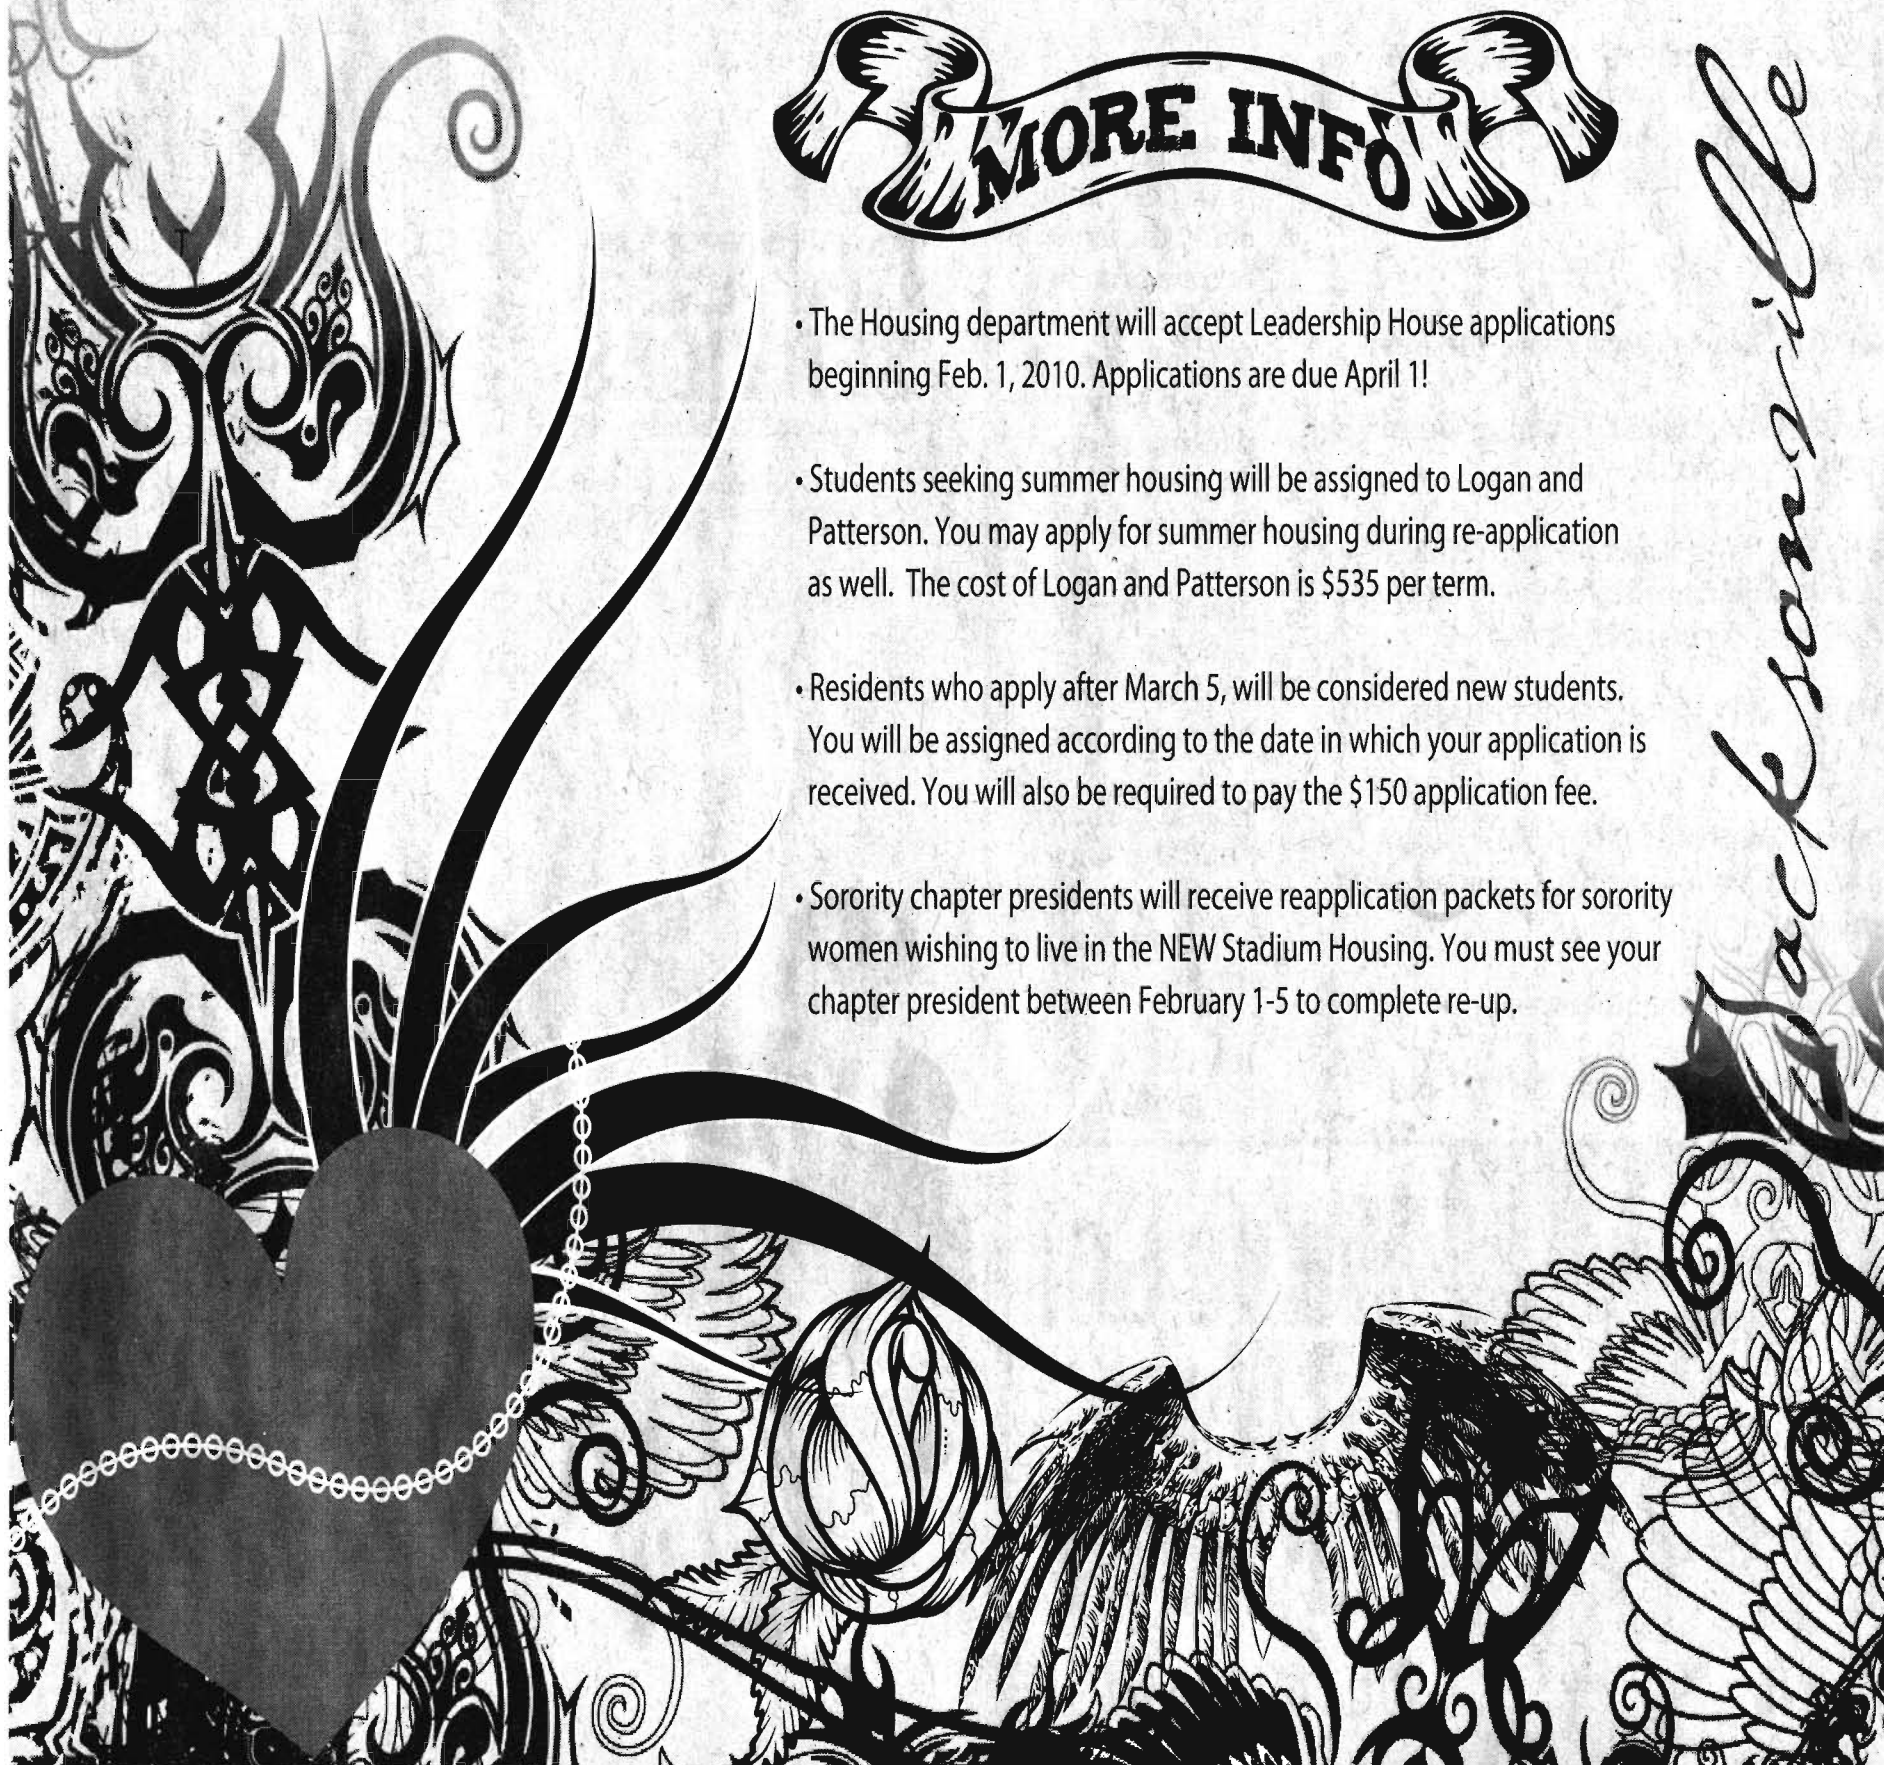 MORE INFO
• The Housing department will accept Leadership House applications
beginning Feb. 1, 2010. Applications are due April 1!
• Students seeking summer housing will be assigned to Logan and
Patterson. You may apply for summer housing during re-application
as well. The cost of Logan and Patterson is $535 per term.
• Residents who apply after March 5, will be considered new students.
You will be assigned according to the date in which your application is
received. You will also be required to pay the $150 application fee.
• Sorority chapter presidents will receive reapplication packets for sorority
women wishing to live in the NEW Stadium Housing. You must see your
chapter president between February 1-5 to complete re-up.
Jacksonville